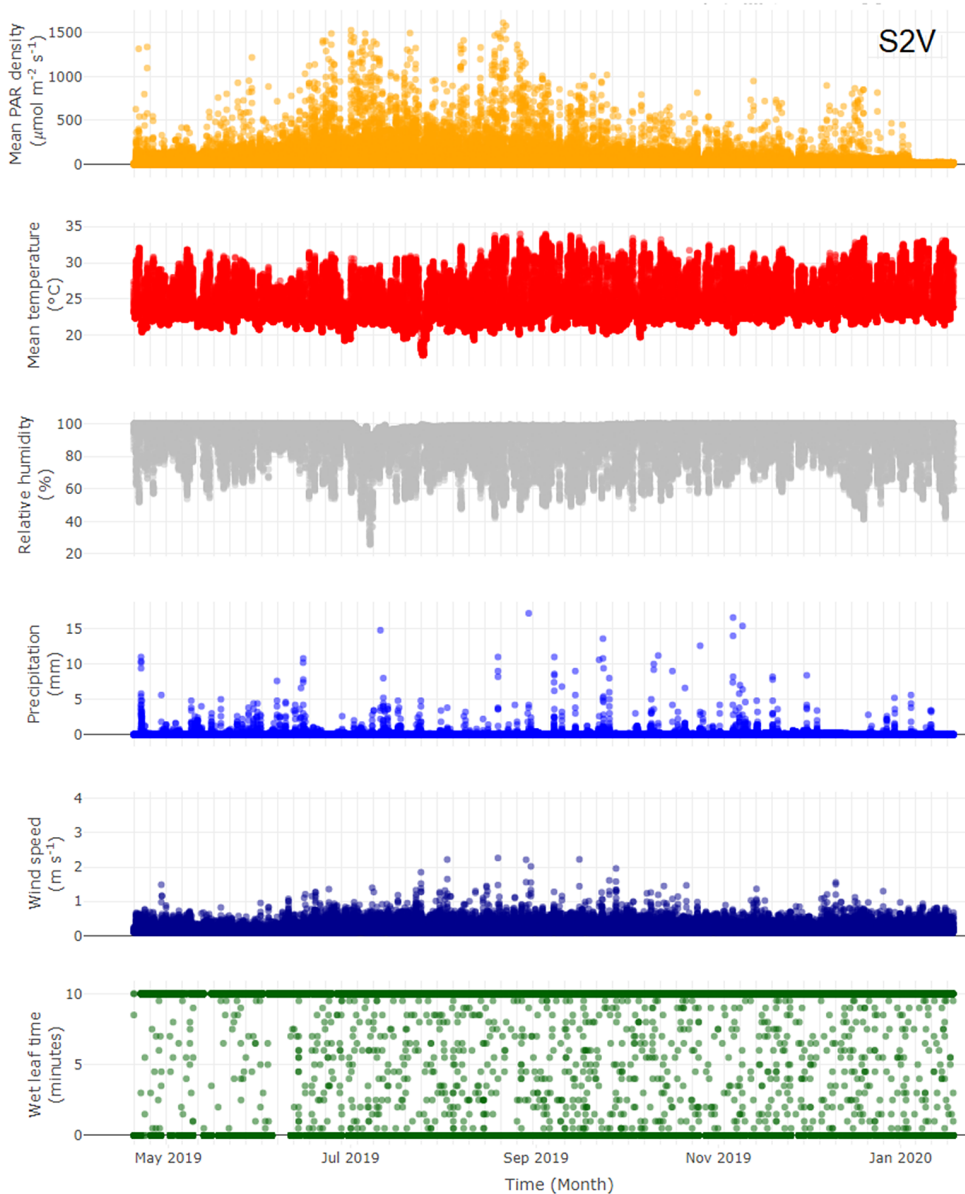 S2V
Mean PAR density
(μmol m⁻² s⁻¹)
1500
1000
500
0
Mean temperature
(°C)
35
30
25
20
Relative humidity
(%)
100
80
60
40
20
Precipitation
(mm)
15
10
5
0
Wind speed
(m s⁻¹)
4
3
2
1
0
Wet leaf time
(minutes)
10
5
0
May 2019 Jul 2019 Sep 2019 Nov 2019 Jan 2020
Time (Month)